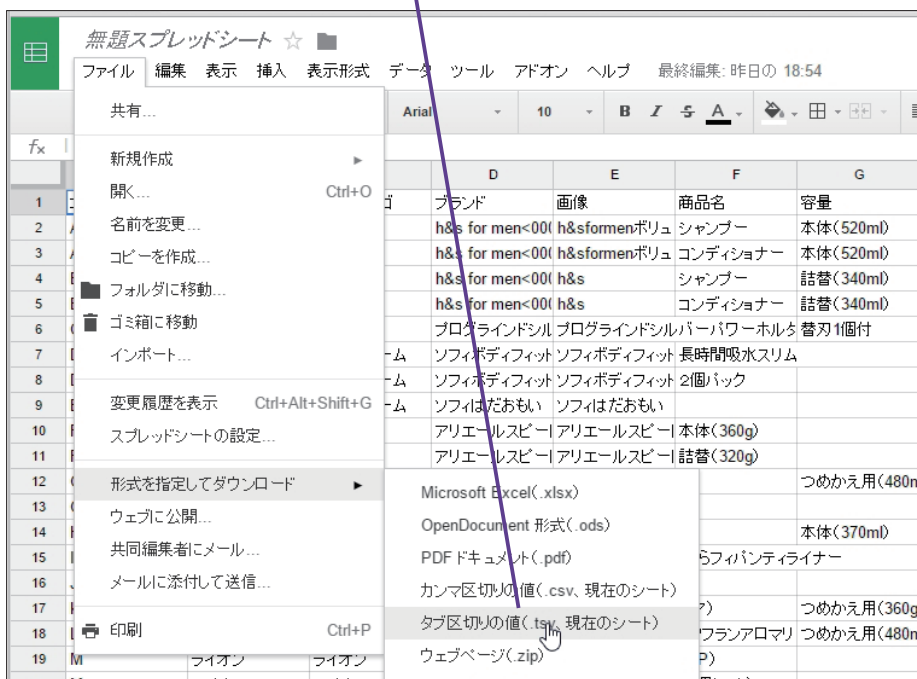 無題スプレッドシート
ファイル 編集 表示 挿入 表示形式 データ ツール アドオン ヘルプ 最終編集: 昨日の 18:54
共有...
Arial 10 B I S A
fx
新規作成
開く... Ctrl+O
名前を変更...
コピーを作成...
フォルダに移動...
ゴミ箱に移動
インポート...
変更履歴を表示 Ctrl+Alt+Shift+G
スプレッドシートの設定...
形式を指定してダウンロード
ウェブに公開...
共同編集者にメール...
メールに添付して送信...
印刷 Ctrl+P
Microsoft Excel(.xlsx)
OpenDocument 形式(.ods)
PDF ドキュメント(.pdf)
カンマ区切りの値(.csv、現在のシート)
タブ区切りの値(.tsv、現在のシート)
ウェブページ(.zip)
D E F G
1 ブランド 画像 商品名 容量
2 h&s for men<00 h&sformenボリュ シャンプー 本体(520ml)
3 h&s for men<00 h&sformenボリュ コンディショナー 本体(520ml)
4 h&s for men<00 h&s シャンプー 詰替(340ml)
5 h&s for men<00 h&s コンディショナー 詰替(340ml)
6 プログラインドシル プログラインドシルバーパワーホルタ 替刃1個付
7 ーム ソフィボディフィット ソフィボディフィット 長時間吸水スリム
8 ーム ソフィボディフィット ソフィボディフィット 2個パック
9 ーム ソフィはだおもい ソフィはだおもい
10 アリエールスピー アリエールスピー 本体(360g)
11 アリエールスピー アリエールスピー 詰替(320g)
12 つめかえ用(480m
13
14 本体(370ml)
15 らフィパンティライナー
16
17 つめかえ用(360g
18 フランアロマリ つめかえ用(480m
19 M ライオン ライオン P)